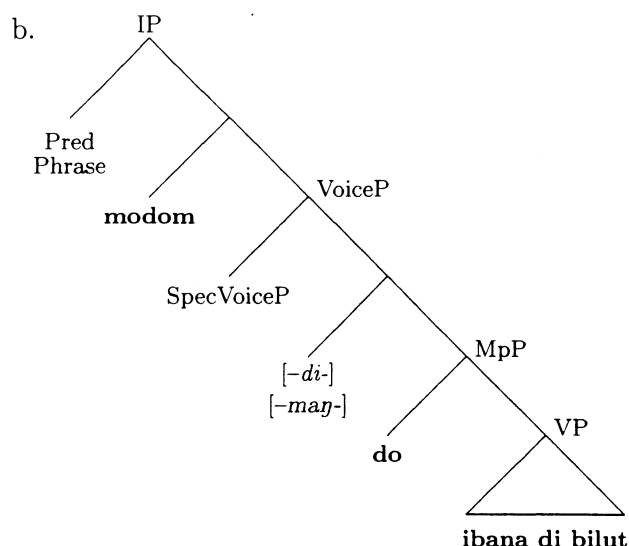 b.
IP
Pred
Phrase
modom
VoiceP
SpecVoiceP
[-di-]
[-maŋ-]
MpP
do
VP
ibana di bilut